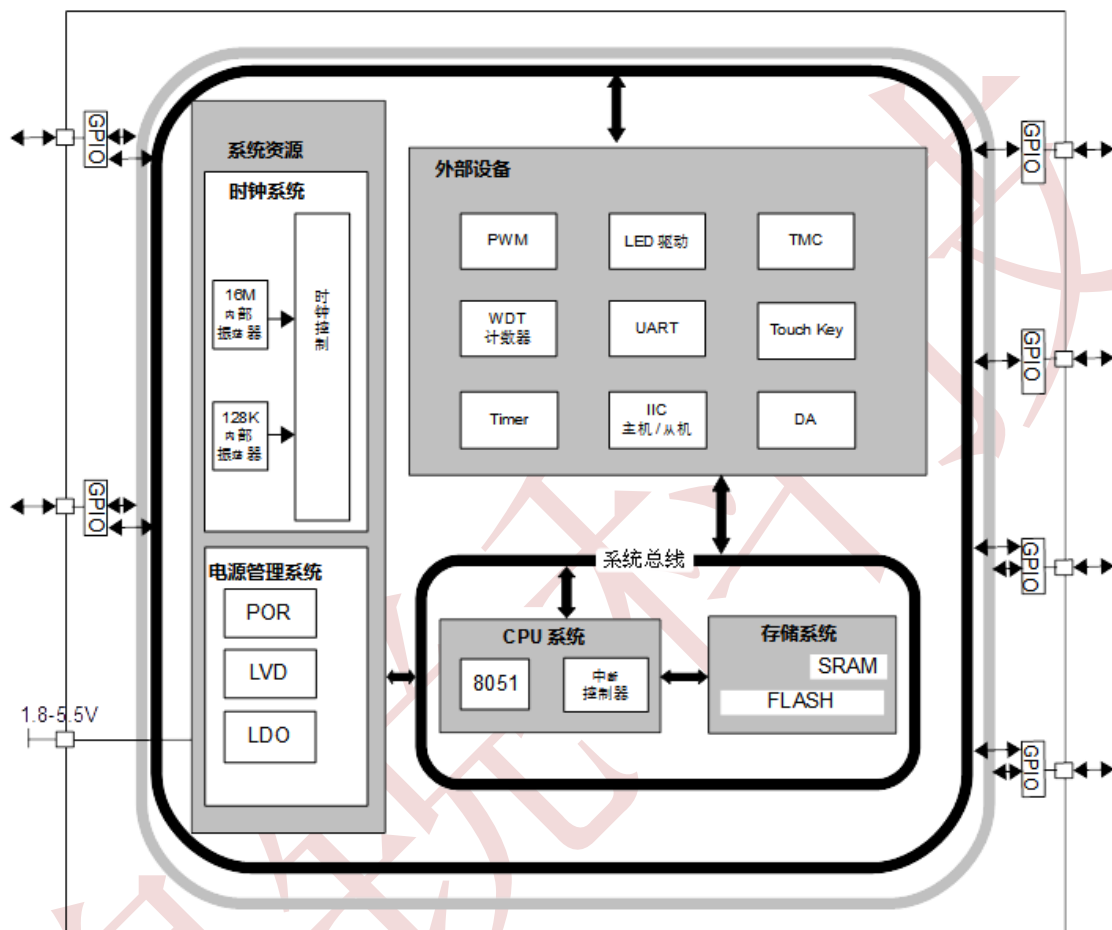 GPIO
GPIO
系统资源
时钟系统
16M
内部
振荡器
时钟控制
128K
内部
振荡器
电源管理系统
POR
LVD
LDO
1.8-5.5V
GPIO
外部设备
PWM
LED 驱动
TMC
WDT
计数器
UART
Touch Key
Timer
IIC
主机 / 从机
DA
系统总线
CPU 系统
8051
中断
控制器
存储系统
SRAM
FLASH
GPIO
GPIO
GPIO